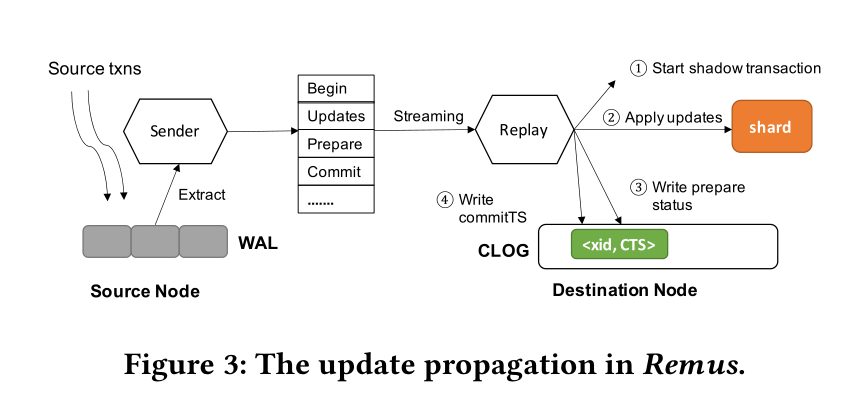 Source txns
Sender
Extract
WAL
Source Node
Begin
Updates
Prepare
Commit
.......
Streaming
Replay
① Start shadow transaction
② Apply updates
shard
③ Write prepare
status
④ Write
commitTS
CLOG
<xid, CTS>
Destination Node
Figure 3: The update propagation in Remus.